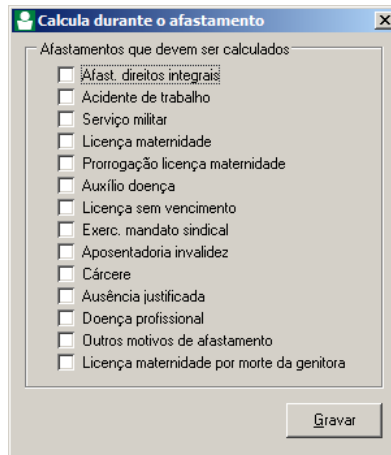 Calcula durante o afastamento
Afastamentos que devem ser calculados
Afast. direitos integrais
Acidente de trabalho
Serviço militar
Licença maternidade
Prorrogação licença maternidade
Auxílio doença
Licença sem vencimento
Exerc. mandato sindical
Aposentadoria invalidez
Cárcere
Ausência justificada
Doença profissional
Outros motivos de afastamento
Licença maternidade por morte da genitora
Gravar